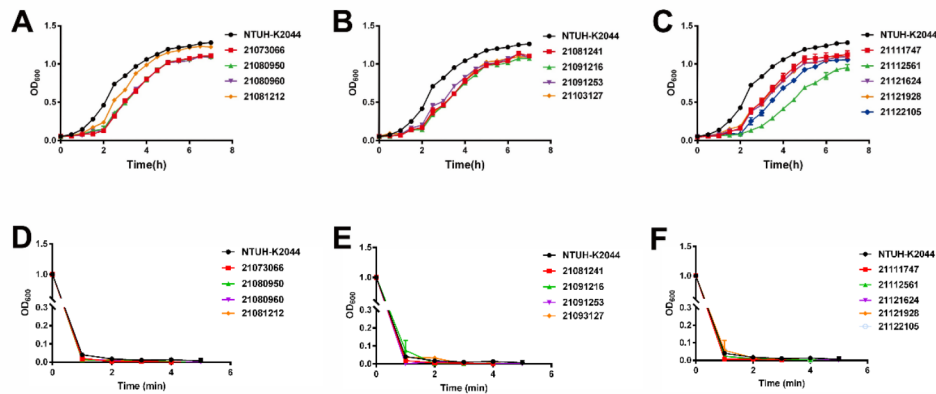 A
OD600
1.5
1.0
0.5
0.0
0 2 4 6 8
Time(h)
NTUH-K2044
21073066
21080950
21080960
21081212
B
OD600
1.5
1.0
0.5
0.0
0 2 4 6 8
Time(h)
NTUH-K2044
21081241
21091216
21091253
21103127
C
OD600
1.5
1.0
0.5
0.0
0 2 4 6 8
Time(h)
NTUH-K2044
21111747
21112561
21121624
21121928
21122105
D
OD600
1.5
1.0
0.3
0.2
0.1
0.0
0 2 4 6
Time (min)
NTUH-K2044
21073066
21080950
21080960
21081212
E
OD600
1.5
1.0
0.3
0.2
0.1
0.0
0 2 4 6
Time (min)
NTUH-K2044
21081241
21091216
21091253
21093127
F
OD600
1.5
1.0
0.3
0.2
0.1
0.0
0 2 4 6
Time (min)
NTUH-K2044
21111747
21112561
21121624
21121928
21122105